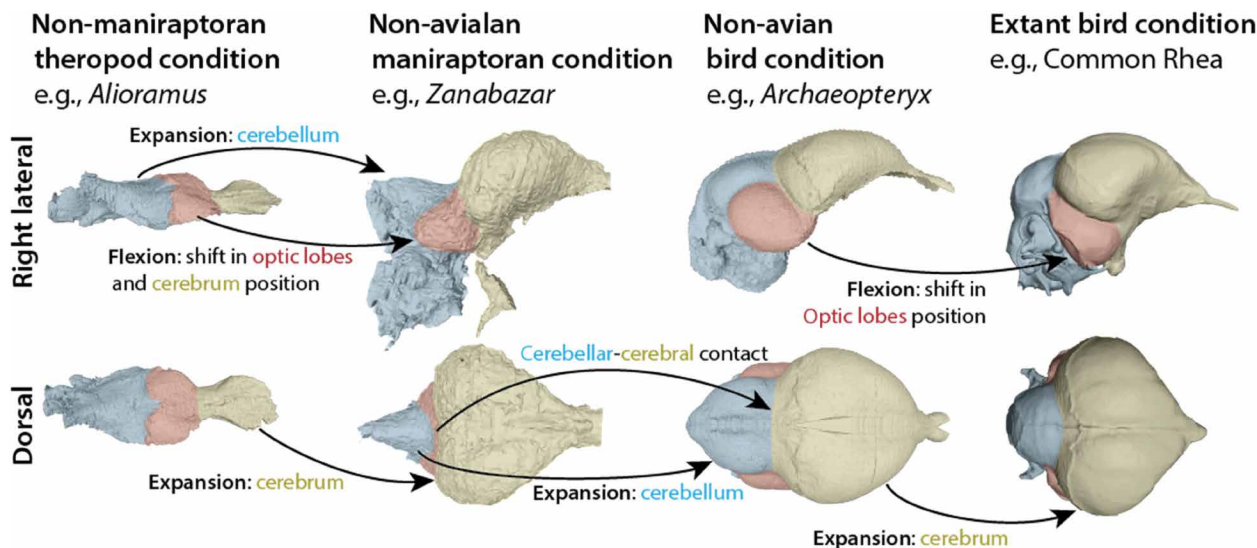 Non-maniraptoran
theropod condition
e.g., Alioramus
Non-avialan
maniraptoran condition
e.g., Zanabazar
Non-avian
bird condition
e.g., Archaeopteryx
Extant bird condition
e.g., Common Rhea
Right lateral
Expansion: cerebellum
Flexion: shift in optic lobes
and cerebrum position
Flexion: shift in
Optic lobes position
Dorsal
Cerebellar-cerebral contact
Expansion: cerebrum
Expansion: cerebellum
Expansion: cerebrum